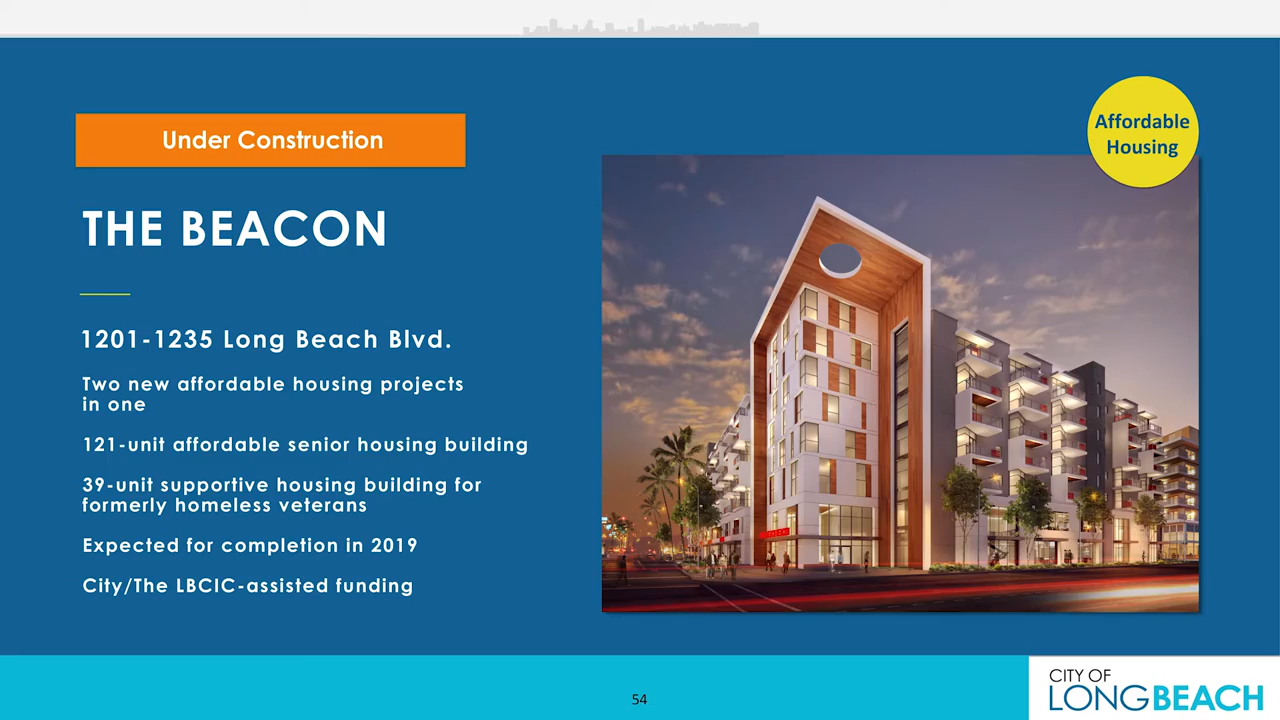 Affordable
Housing
Under Construction
THE BEACON
1201-1235 Long Beach Blvd.
Two new affordable housing projects
in one
121-unit affordable senior housing building
39-unit supportive housing building for
formerly homeless veterans
Expected for completion in 2019
City/The LBCIC-assisted funding
54
CITY OF
LONGBEACH